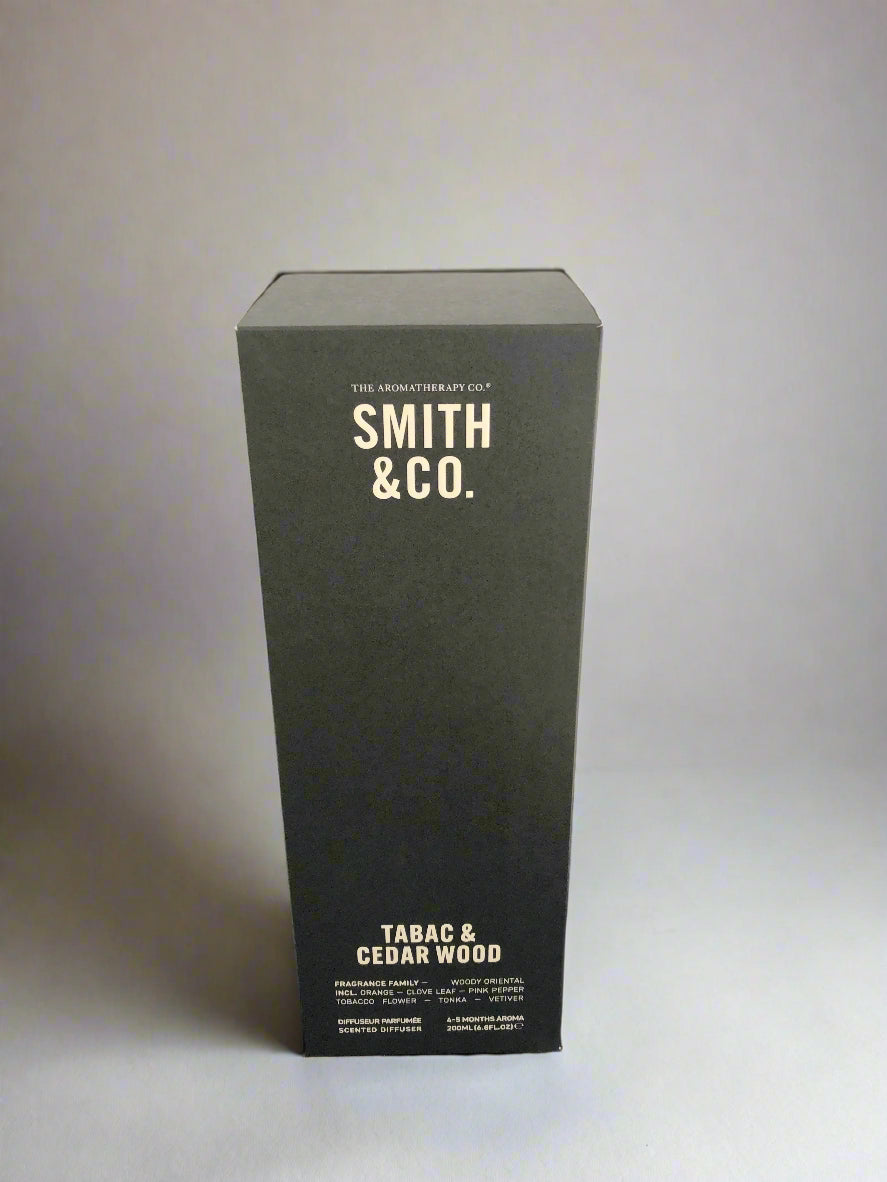 THE AROMATHERAPY CO.®
SMITH
&CO.
TABAC &
CEDAR WOOD
FRAGRANCE FAMILY – WOODY ORIENTAL
INCL. ORANGE – CLOVE LEAF – PINK PEPPER
TOBACCO FLOWER – TONKA – VETIVER
DIFFUSEUR PARFUMÉE 4-5 MONTHS AROMA
SCENTED DIFFUSER 200ML(6.8FL.OZ)℮